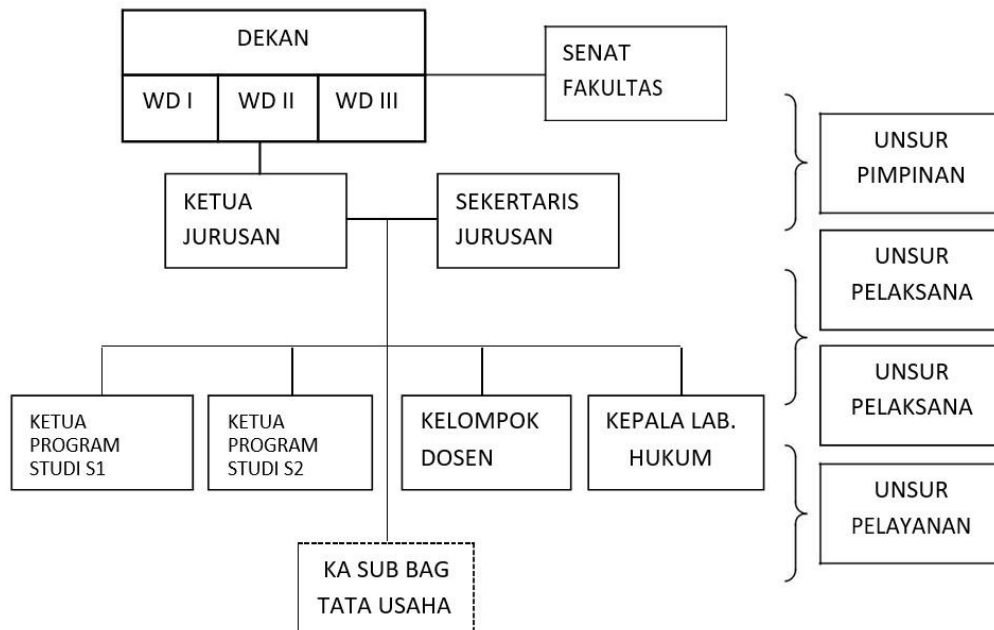 DEKAN
WD I
WD II
WD III
SENAT
FAKULTAS
UNSUR
PIMPINAN
KETUA
JURUSAN
SEKERTARIS
JURUSAN
UNSUR
PELAKSANA
UNSUR
PELAKSANA
KETUA
PROGRAM
STUDI S1
KETUA
PROGRAM
STUDI S2
KELOMPOK
DOSEN
KEPALA LAB.
HUKUM
UNSUR
PELAYANAN
KA SUB BAG
TATA USAHA